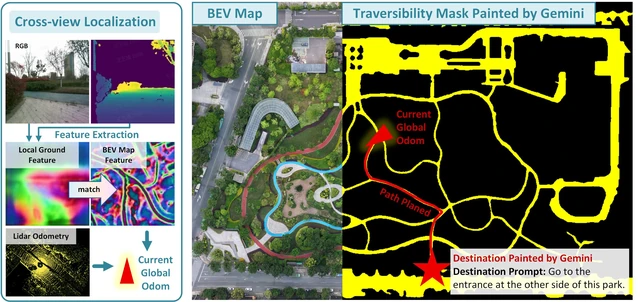 Cross-view Localization
RGB
Feature Extraction
Local Ground
Feature
BEV Map
Feature
match
Lidar Odometry
Current
Global
Odom
BEV Map
Traversibility Mask Painted by Gemini
Current
Global
Odom
Path Planed
Destination Painted by Gemini
Destination Prompt: Go to the
entrance at the other side of this park.